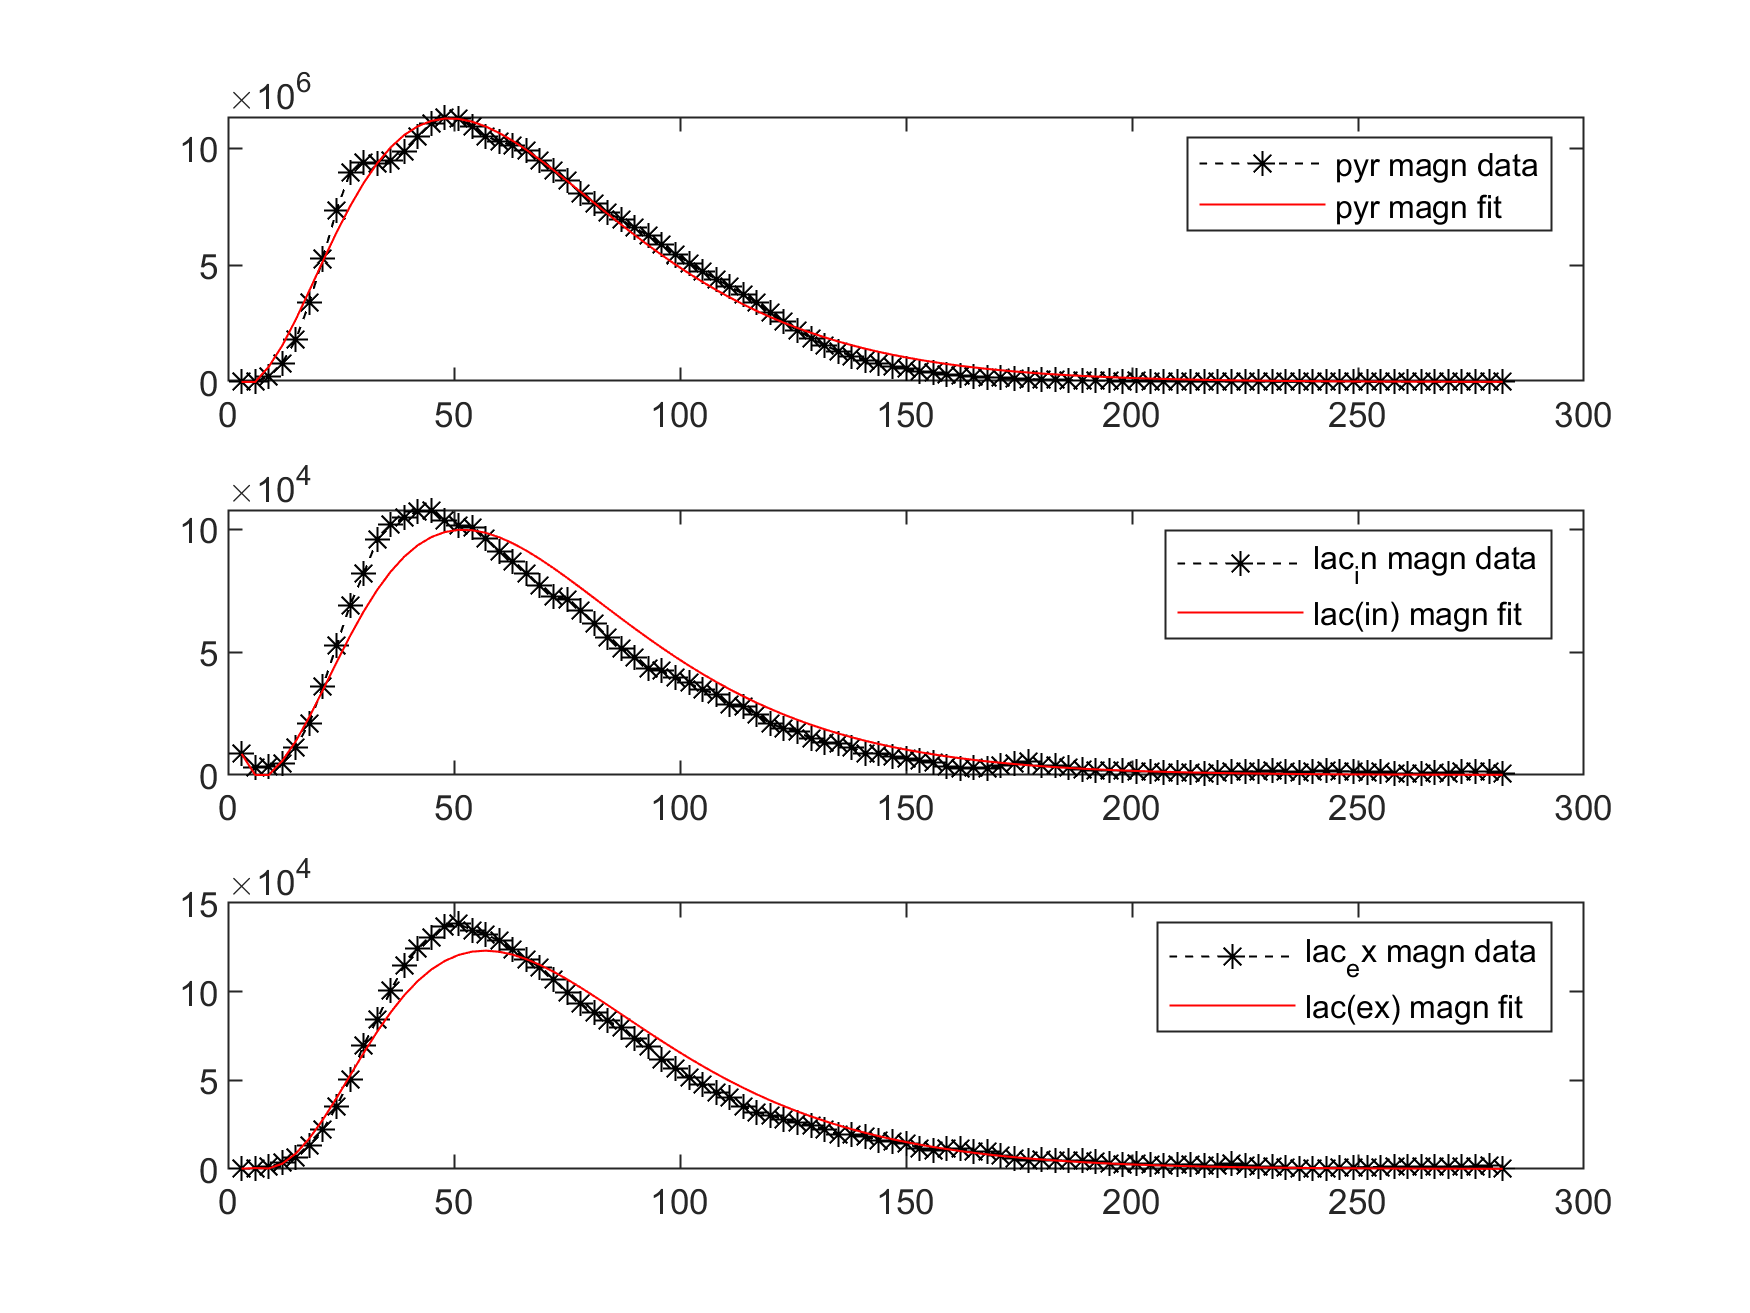 ×10^6
10
5
0
0 50 100 150 200 250 300
pyr magn data
pyr magn fit
×10^4
10
5
0
0 50 100 150 200 250 300
lac_in magn data
lac(in) magn fit
×10^4
15
10
5
0
0 50 100 150 200 250 300
lac_ex magn data
lac(ex) magn fit